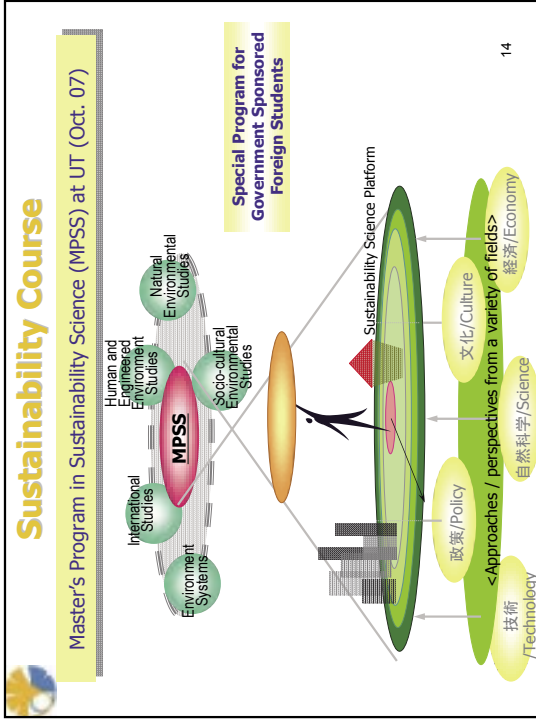 Sustainability Course
Master's Program in Sustainability Science (MPSS) at UT (Oct. 07)
Human and
Engineered
Environment
Studies
Natural
Environmental
Studies
International
Studies
MPSS
Socio-cultural
Environmental
Studies
Environment
Systems
Special Program for
Government Sponsored
Foreign Students
Sustainability Science Platform
政策/Policy
文化/Culture
<Approaches / perspectives from a variety of fields>
技術
/Technology
自然科学/Science
経済/Economy
14